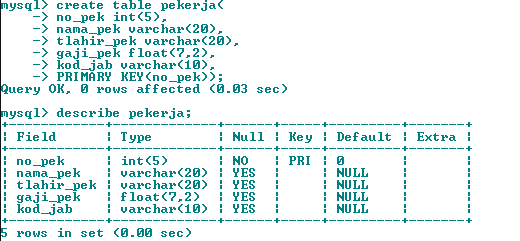 mysql> create table pekerja(
    -> no_pek int(5),
    -> nama_pek varchar(20),
    -> tlahir_pek varchar(20),
    -> gaji_pek float(7,2),
    -> kod_jab varchar(10),
    -> PRIMARY KEY(no_pek));
Query OK, 0 rows affected (0.03 sec)
mysql> describe pekerja;
+------------+-------------+------+-----+---------+-------+
| Field      | Type        | Null | Key | Default | Extra |
+------------+-------------+------+-----+---------+-------+
| no_pek     | int(5)      | NO   | PRI | 0       |       |
| nama_pek   | varchar(20) | YES  |     | NULL    |       |
| tlahir_pek | varchar(20) | YES  |     | NULL    |       |
| gaji_pek   | float(7,2)  | YES  |     | NULL    |       |
| kod_jab    | varchar(10) | YES  |     | NULL    |       |
+------------+-------------+------+-----+---------+-------+
5 rows in set (0.00 sec)